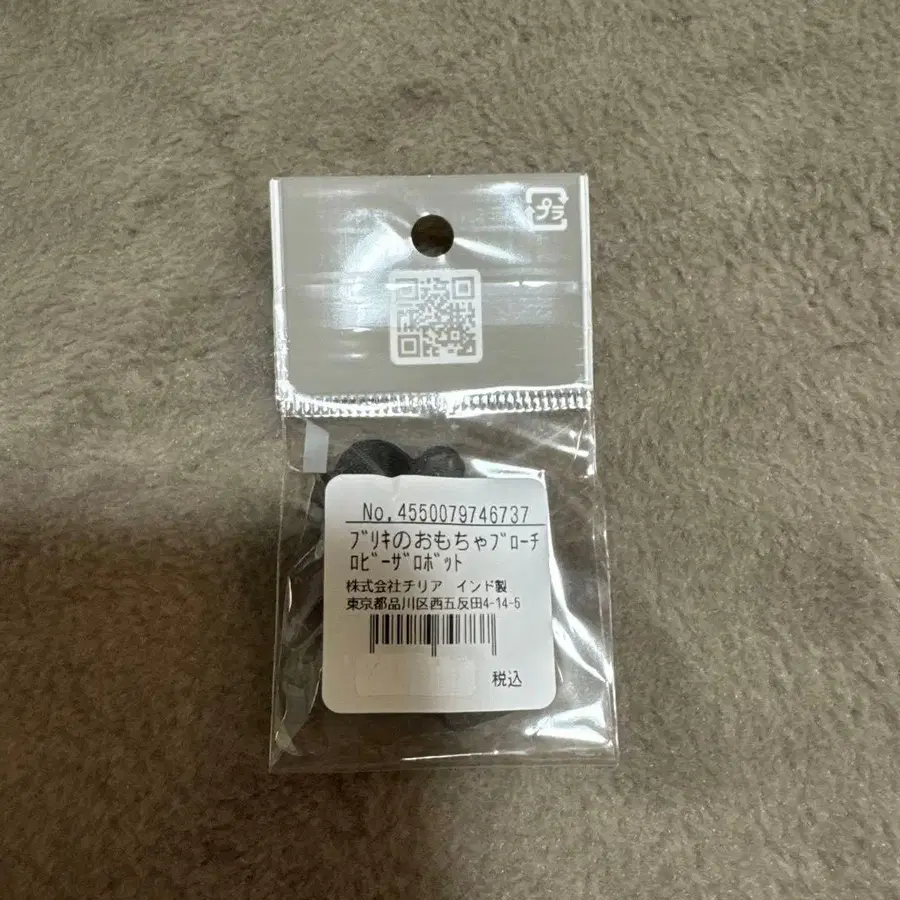 プラ
No,4550079746737
ﾌﾞﾘｷのおもちゃﾌﾞﾛｰﾁ
ﾛﾋﾞｰｻﾞﾛﾎﾞｯﾄ
株式会社チリア　インド製
東京都品川区西五反田4-14-5
税込